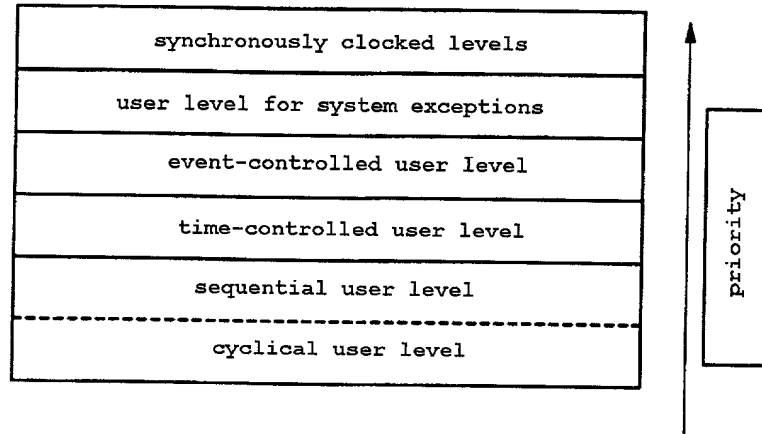 synchronously clocked levels
user level for system exceptions
event-controlled user level
time-controlled user level
sequential user level
cyclical user level
priority